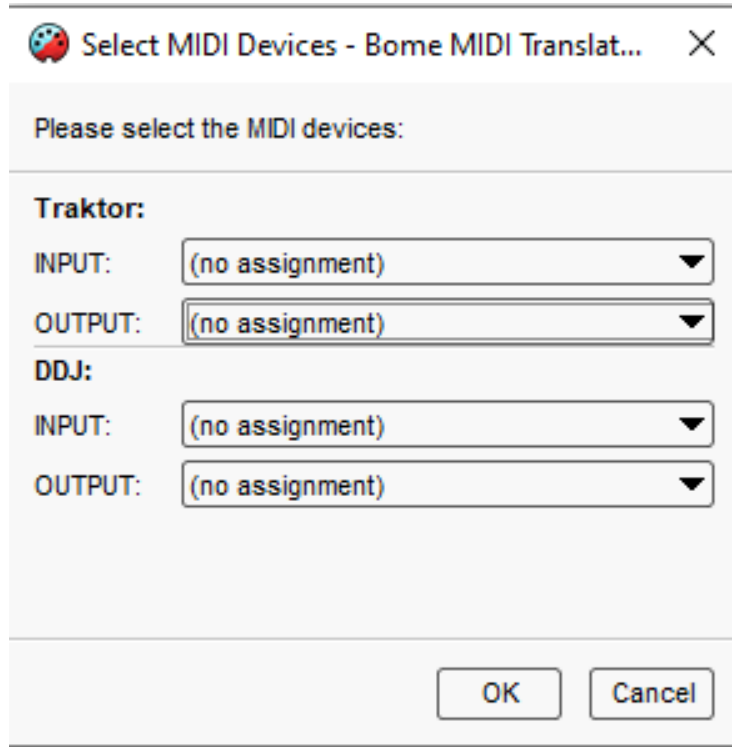 Select MIDI Devices - Bome MIDI Translat...
Please select the MIDI devices:
Traktor:
INPUT: (no assignment)
OUTPUT: (no assignment)
DDJ:
INPUT: (no assignment)
OUTPUT: (no assignment)
OK Cancel